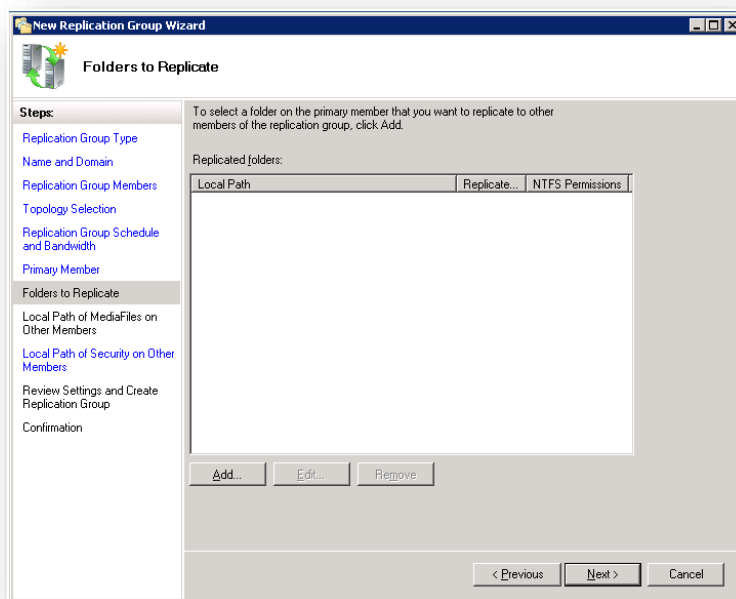 New Replication Group Wizard
Folders to Replicate
Steps:
Replication Group Type
Name and Domain
Replication Group Members
Topology Selection
Replication Group Schedule
and Bandwidth
Primary Member
Folders to Replicate
Local Path of MediaFiles on
Other Members
Local Path of Security on Other
Members
Review Settings and Create
Replication Group
Confirmation
To select a folder on the primary member that you want to replicate to other
members of the replication group, click Add.
Replicated folders:
Local Path Replicate... NTFS Permissions
Add... Edit... Remove
< Previous Next > Cancel